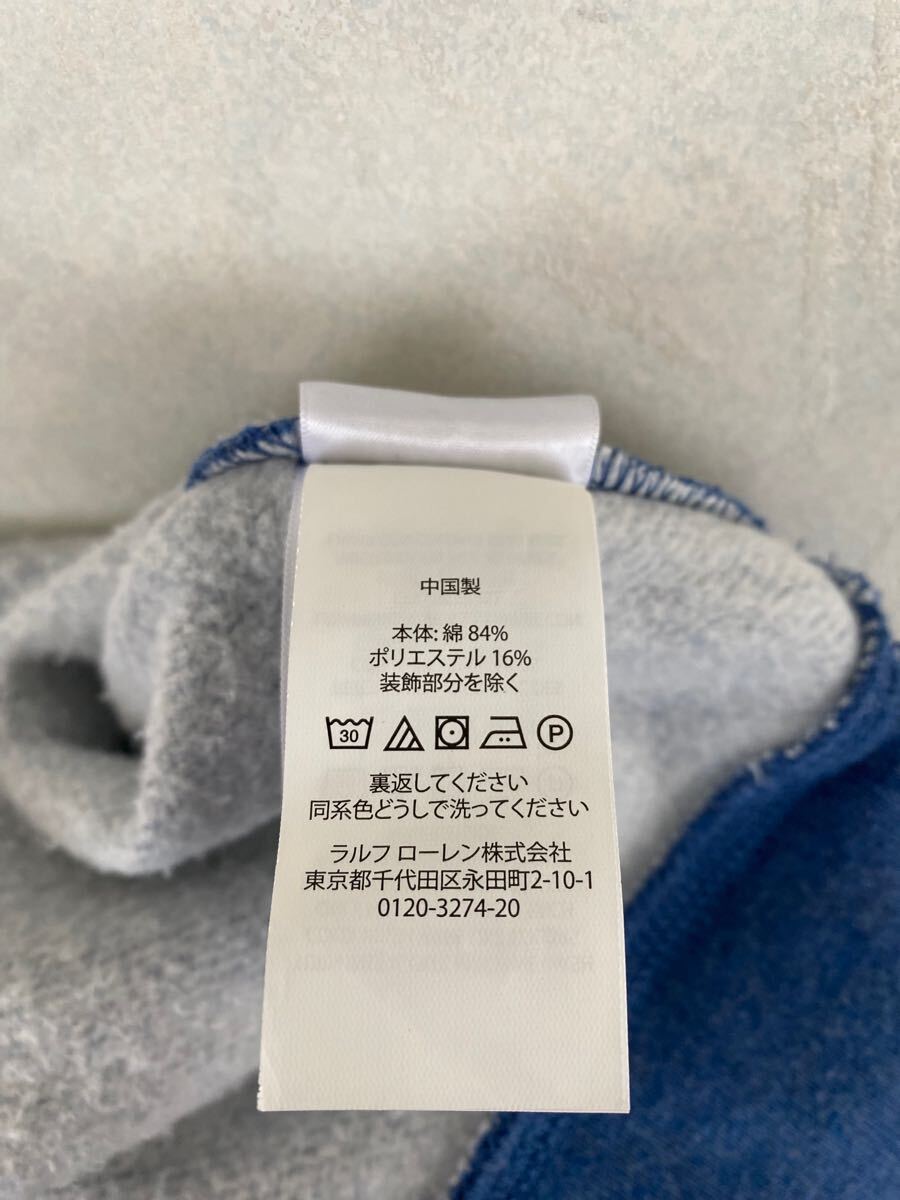 中国製
本体: 綿 84%
ポリエステル 16%
装飾部分を除く
30 P
裏返してください
同系色どうしで洗ってください
ラルフ ローレン株式会社
東京都千代田区永田町2-10-1
0120-3274-20